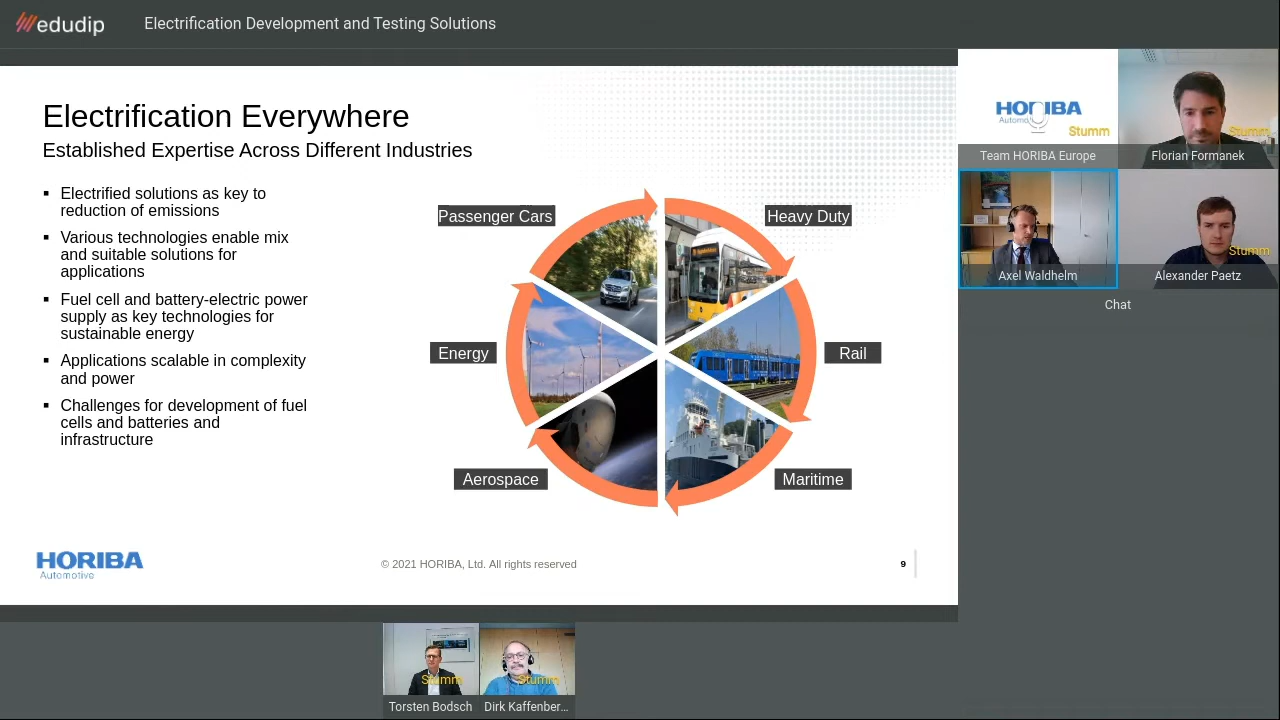 edudip
Electrification Development and Testing Solutions
Electrification Everywhere
Established Expertise Across Different Industries
▪ Electrified solutions as key to
reduction of emissions
▪ Various technologies enable mix
and suitable solutions for
applications
▪ Fuel cell and battery-electric power
supply as key technologies for
sustainable energy
▪ Applications scalable in complexity
and power
▪ Challenges for development of fuel
cells and batteries and
infrastructure
Passenger Cars
Heavy Duty
Energy
Rail
Aerospace
Maritime
HORIBA
Automotive
© 2021 HORIBA, Ltd. All rights reserved
9
HORIBA
Stumm
Team HORIBA Europe
Stumm
Florian Formanek
Axel Waldhelm
Stumm
Alexander Paetz
Chat
Stumm
Torsten Bodsch
Stumm
Dirk Kaffenber...